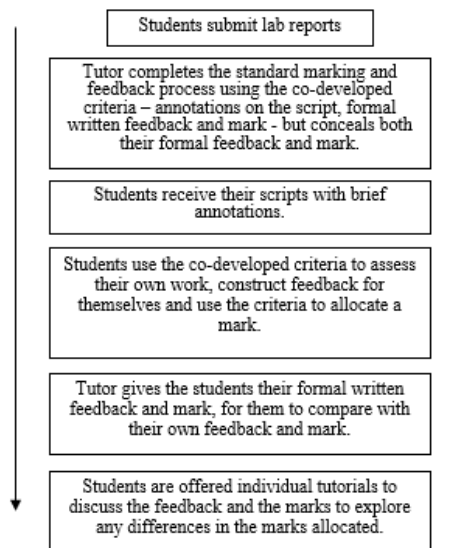 Students submit lab reports
Tutor completes the standard marking and
feedback process using the co-developed
criteria – annotations on the script, formal
written feedback and mark - but conceals both
their formal feedback and mark.
Students receive their scripts with brief
annotations.
Students use the co-developed criteria to assess
their own work, construct feedback for
themselves and use the criteria to allocate a
mark.
Tutor gives the students their formal written
feedback and mark, for them to compare with
their own feedback and mark.
Students are offered individual tutorials to
discuss the feedback and the marks to explore
any differences in the marks allocated.